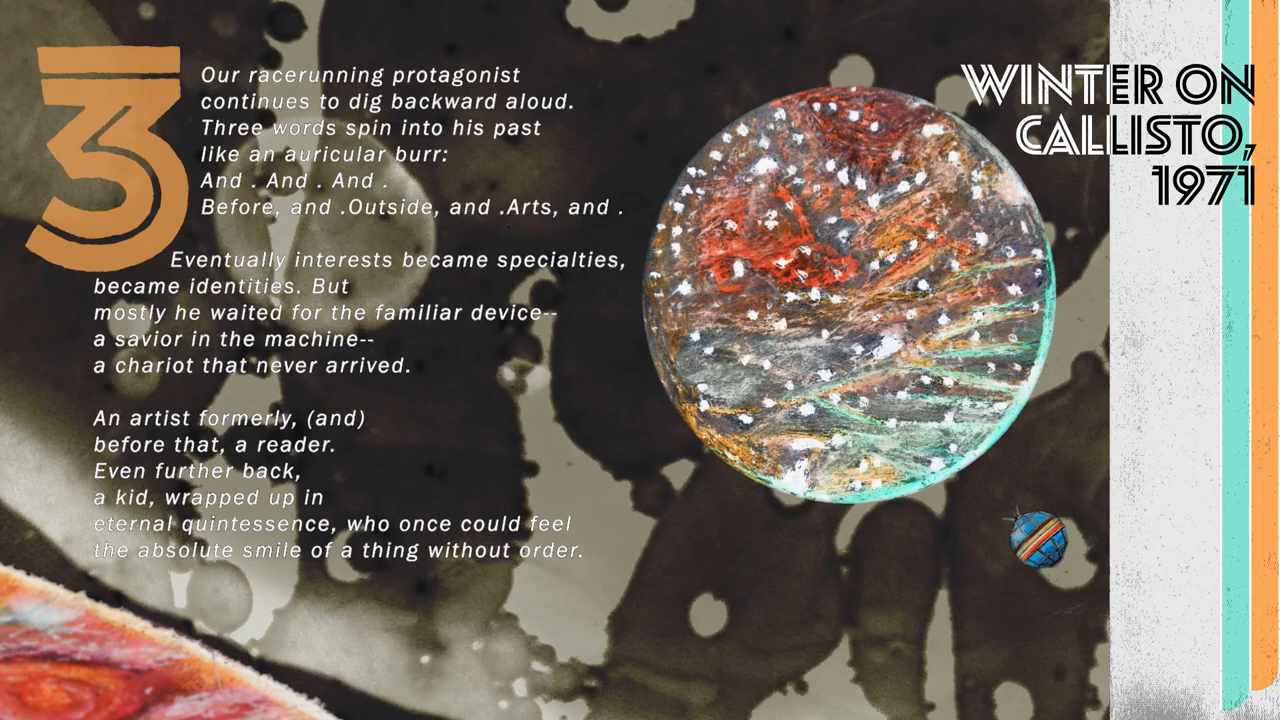 3
Our racerunning protagonist
continues to dig backward aloud.
Three words spin into his past
like an auricular burr:
And . And . And .
Before, and .Outside, and .Arts, and .
Eventually interests became specialties,
became identities. But
mostly he waited for the familiar device--
a savior in the machine--
a chariot that never arrived.
An artist formerly, (and)
before that, a reader.
Even further back,
a kid, wrapped up in
eternal quintessence, who once could feel
the absolute smile of a thing without order.
WINTER ON
CALLISTO,
1971